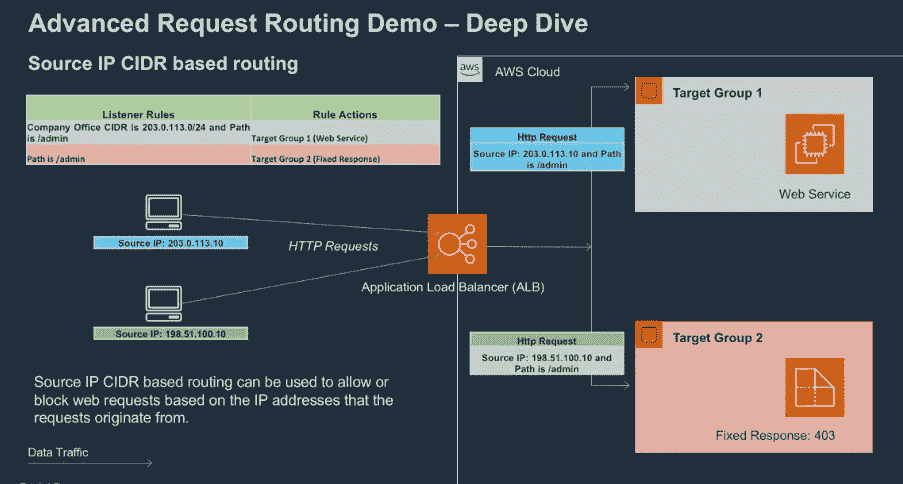 Advanced Request Routing Demo – Deep Dive
Source IP CIDR based routing
Listener Rules
Rule Actions
Company Office CIDR is 203.0.113.0/24 and Path
is /admin
Target Group 1 (Web Service)
Path is /admin
Target Group 2 (Fixed Response)
Source IP: 203.0.113.10
HTTP Requests
Source IP: 198.51.100.10
Application Load Balancer (ALB)
Source IP CIDR based routing can be used to allow or
block web requests based on the IP addresses that the
requests originate from.
Data Traffic
aws
AWS Cloud
Http Request
Source IP: 203.0.113.10 and Path
is /admin
Target Group 1
Web Service
Http Request
Source IP: 198.51.100.10 and
Path is /admin
Target Group 2
Fixed Response: 403